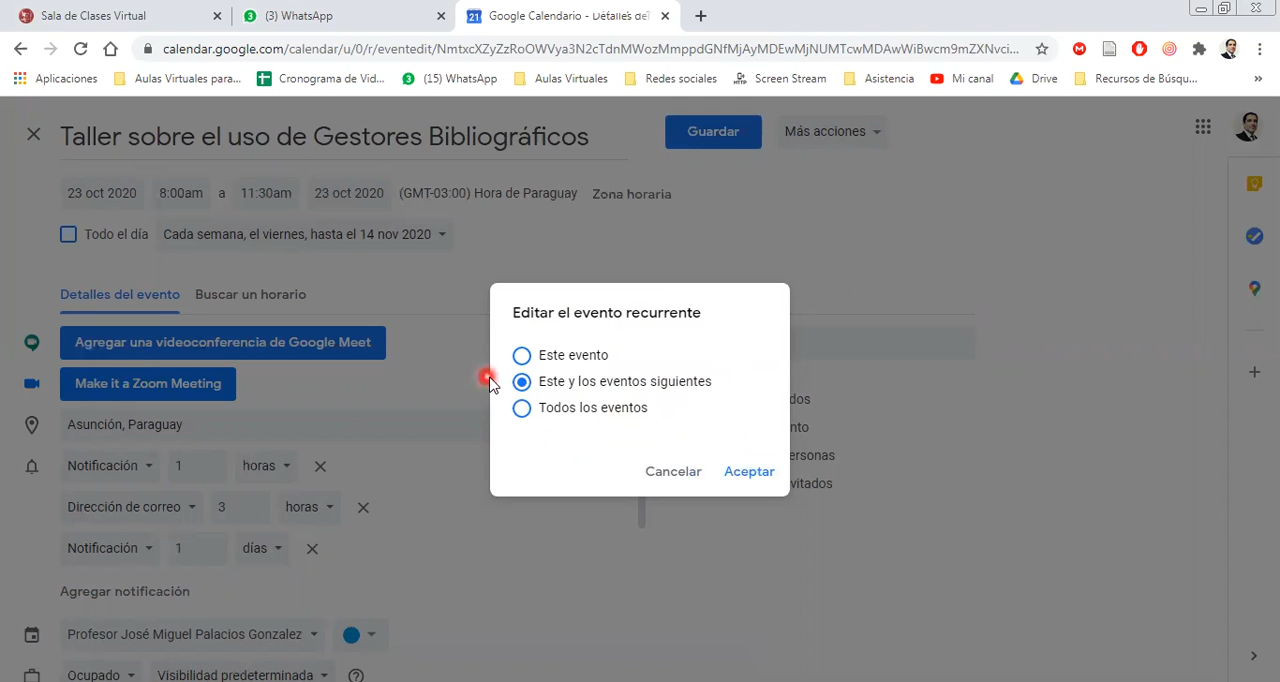 Sala de Clases Virtual
(3) WhatsApp
Google Calendario - Detalles de
calendar.google.com/calendar/u/0/r/eventedit/NmtxcXZyZzRoOWVya3N2cTdnMWozMmppdGNfMjAyMDEwMjNUMTcwMDAwWiBwcm9mZXNvci...
Aplicaciones
Aulas Virtuales para...
Cronograma de Vid...
(15) WhatsApp
Aulas Virtuales
Redes sociales
Screen Stream
Asistencia
Mi canal
Drive
Recursos de Búsqu...
Taller sobre el uso de Gestores Bibliográficos
Guardar
Más acciones
23 oct 2020
8:00am
a
11:30am
23 oct 2020
(GMT-03:00) Hora de Paraguay
Zona horaria
Todo el día
Cada semana, el viernes, hasta el 14 nov 2020
Detalles del evento
Buscar un horario
Agregar una videoconferencia de Google Meet
Make it a Zoom Meeting
Asunción, Paraguay
Notificación
1
horas
Dirección de correo
3
horas
Notificación
1
días
Agregar notificación
Profesor José Miguel Palacios Gonzalez
Ocupado
Visibilidad predeterminada
Editar el evento recurrente
Este evento
Este y los eventos siguientes
Todos los eventos
Cancelar
Aceptar
dos
nto
ersonas
vitados